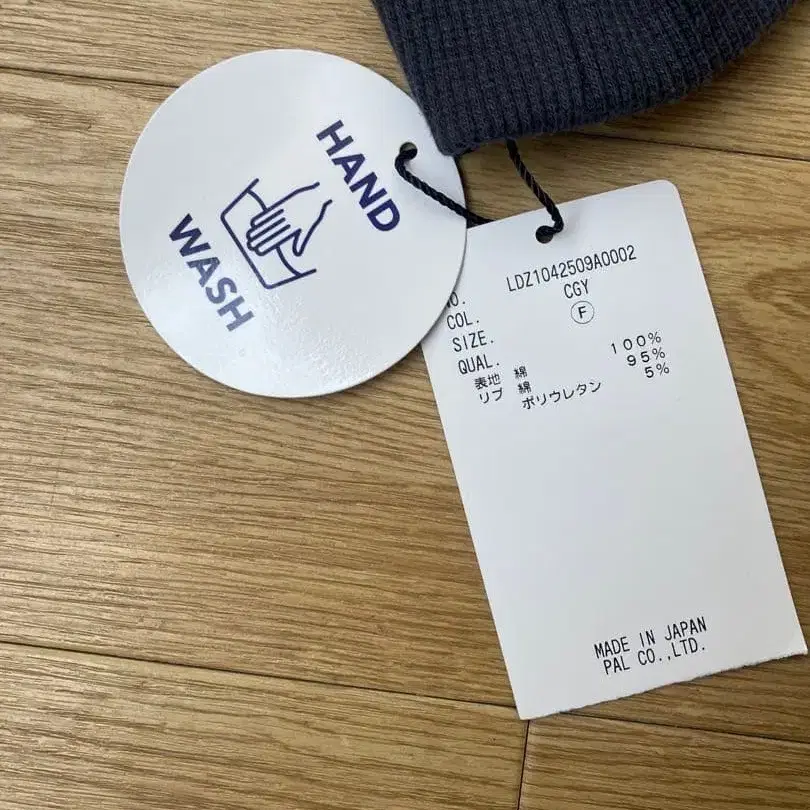 HAND
WASH
O. LDZ1042509A0002
COL. CGY
SIZE. F
QUAL.
表地 綿 100%
リブ 綿 95%
ポリウレタン 5%
MADE IN JAPAN
PAL CO.,LTD.